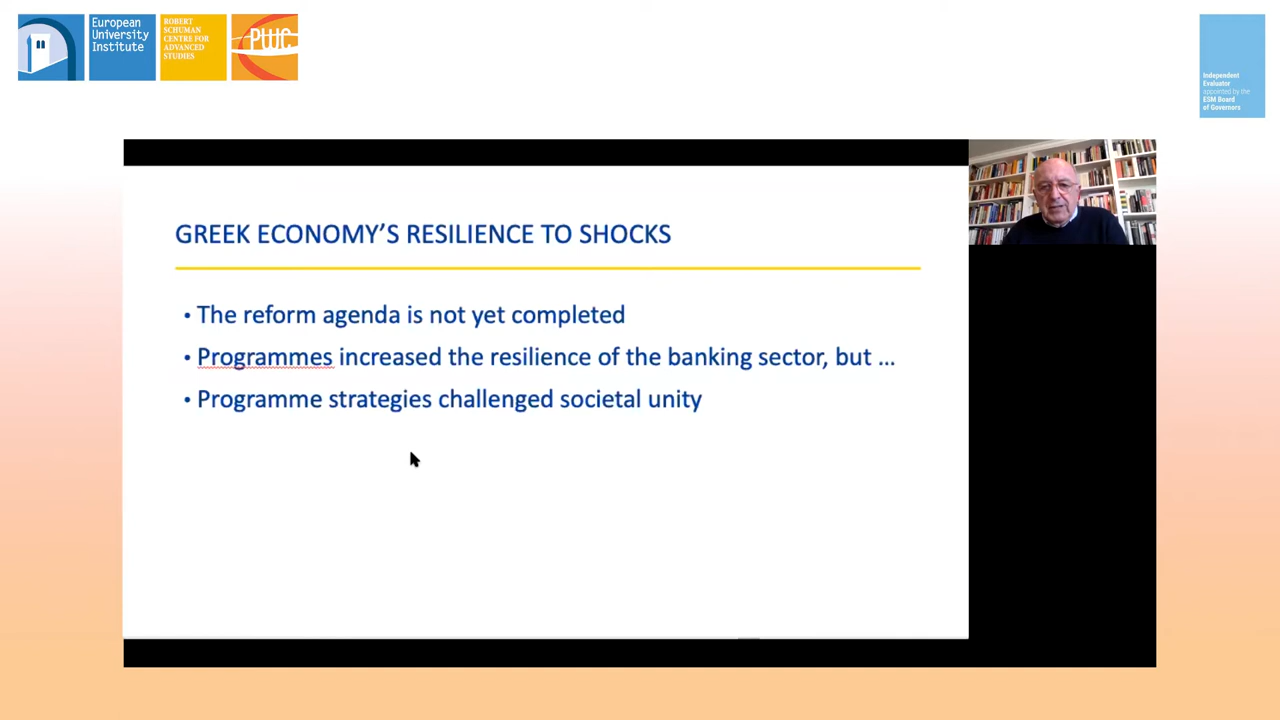 European
University
Institute
ROBERT
SCHUMAN
CENTRE FOR
ADVANCED
STUDIES
PWC
Independent
Evaluator
appointed by the
ESM Board
of Governors
GREEK ECONOMY’S RESILIENCE TO SHOCKS
• The reform agenda is not yet completed
• Programmes increased the resilience of the banking sector, but ...
• Programme strategies challenged societal unity